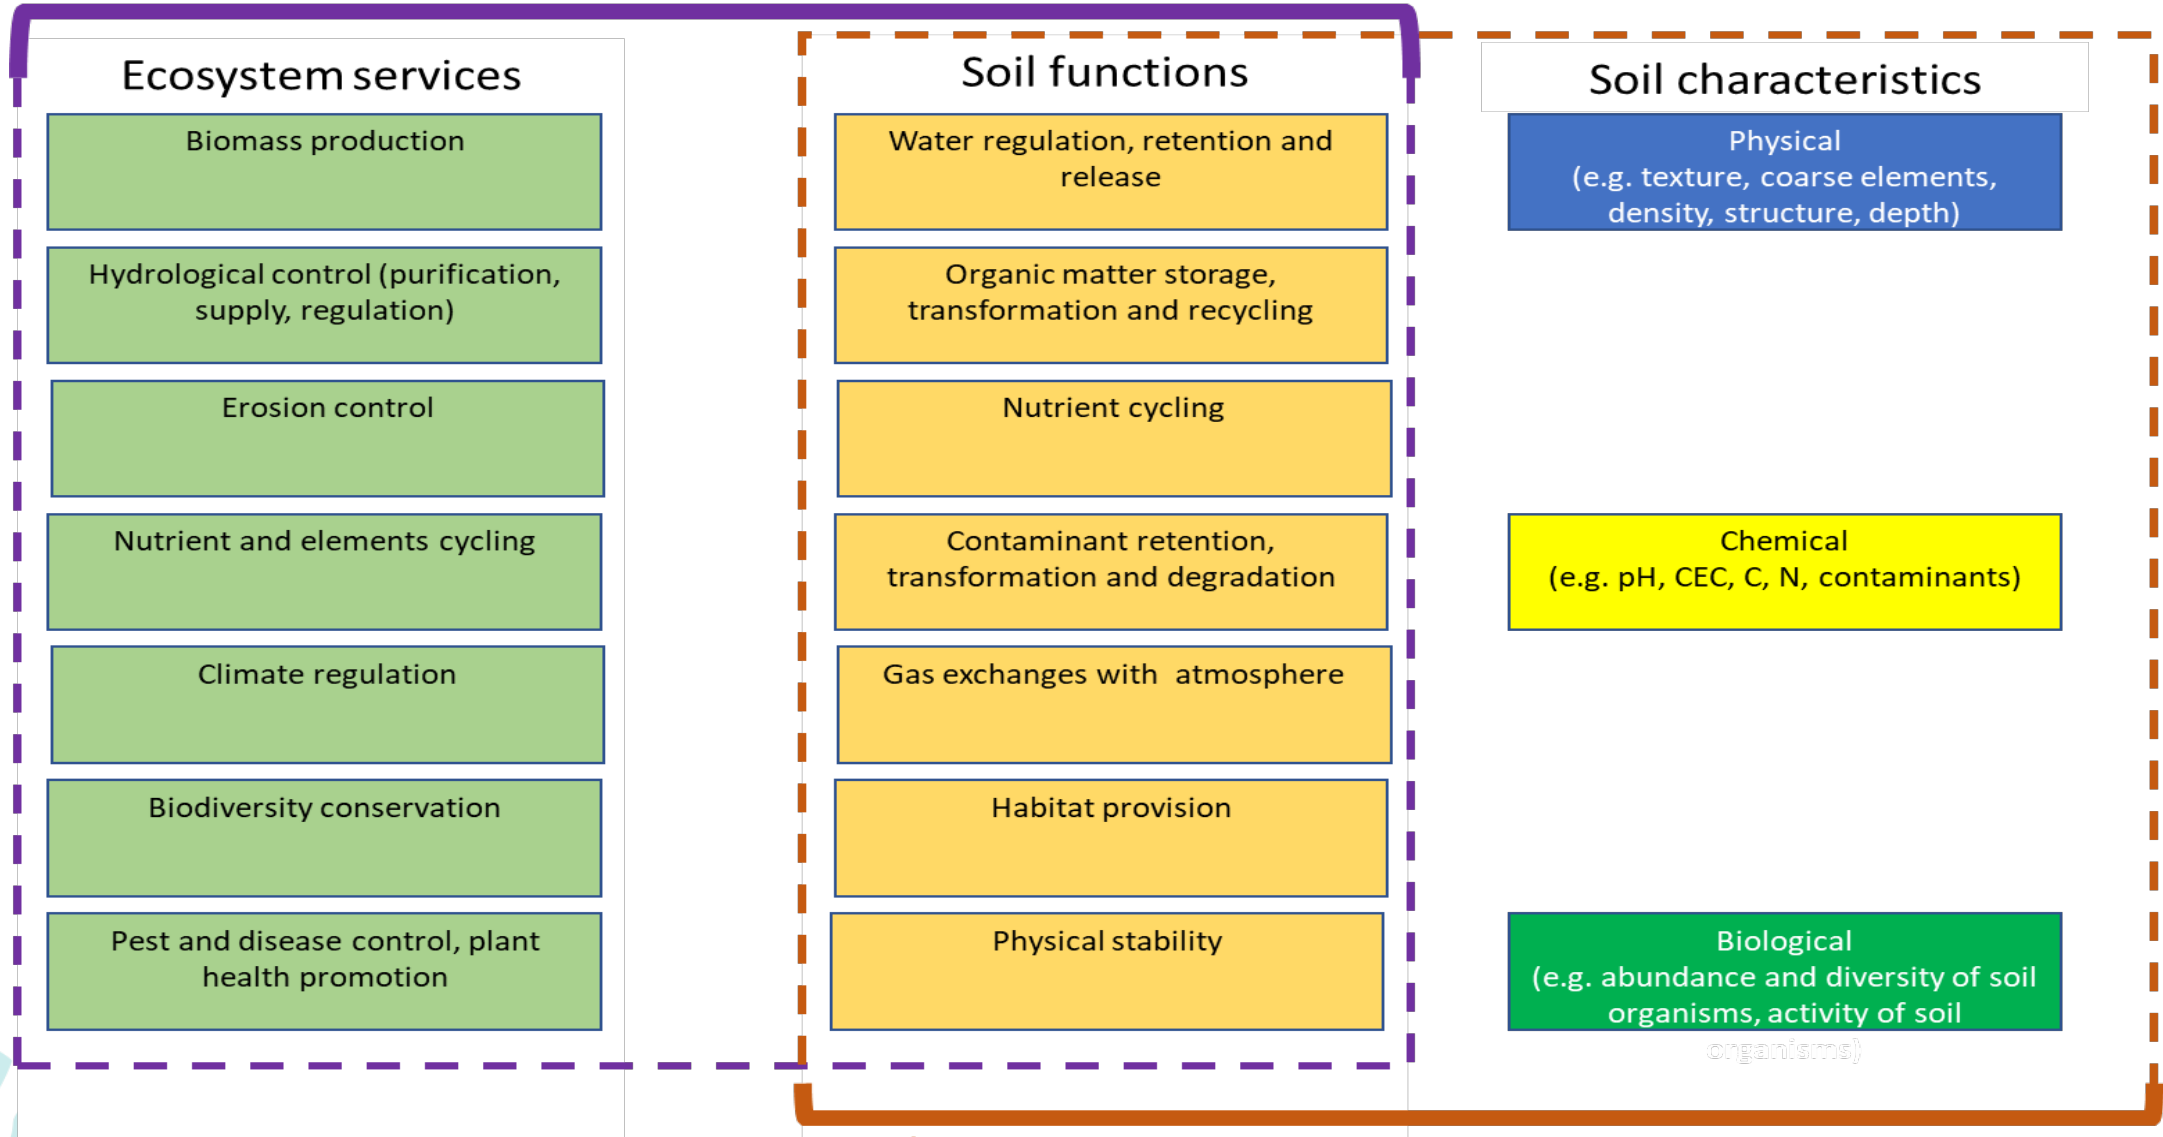 Ecosystem services
Biomass production
Hydrological control (purification,
supply, regulation)
Erosion control
Nutrient and elements cycling
Climate regulation
Biodiversity conservation
Pest and disease control, plant
health promotion
Soil functions
Water regulation, retention and
release
Organic matter storage,
transformation and recycling
Nutrient cycling
Contaminant retention,
transformation and degradation
Gas exchanges with  atmosphere
Habitat provision
Physical stability
Soil characteristics
Physical
(e.g. texture, coarse elements,
density, structure, depth)
Chemical
(e.g. pH, CEC, C, N, contaminants)
Biological
(e.g. abundance and diversity of soil
organisms, activity of soil
organisms)